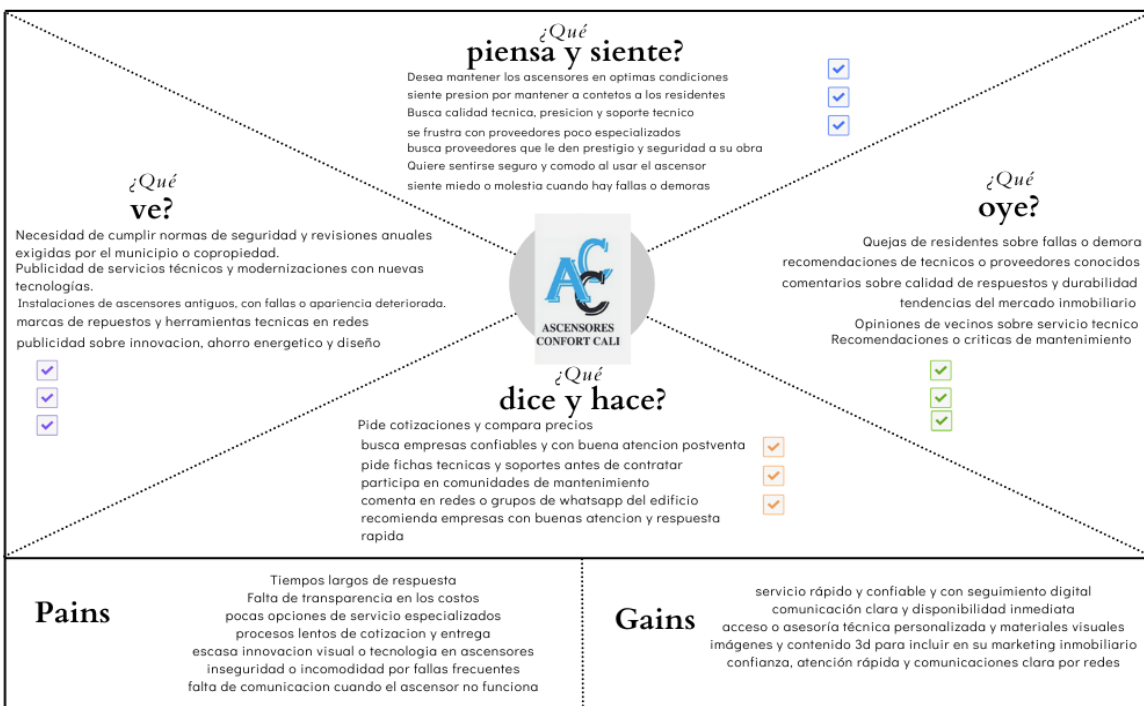 ¿Qué
piensa y siente?
Desea mantener los ascensores en optimas condiciones
siente presion por mantener a contetos a los residentes
Busca calidad tecnica, presicion y soporte tecnico
se frustra con proveedores poco especializados
busca proveedores que le den prestigio y seguridad a su obra
Quiere sentirse seguro y comodo al usar el ascensor
siente miedo o molestia cuando hay fallas o demoras
¿Qué
ve?
Necesidad de cumplir normas de seguridad y revisiones anuales
exigidas por el municipio o copropiedad.
Publicidad de servicios técnicos y modernizaciones con nuevas
tecnologías.
Instalaciones de ascensores antiguos, con fallas o apariencia deteriorada.
marcas de repuestos y herramientas tecnicas en redes
publicidad sobre innovacion, ahorro energetico y diseño
ACC
ASCENSORES
CONFORT CALI
¿Qué
oye?
Quejas de residentes sobre fallas o demora
recomendaciones de tecnicos o proveedores conocidos
comentarios sobre calidad de respuestos y durabilidad
tendencias del mercado inmobiliario
Opiniones de vecinos sobre servicio tecnico
Recomendaciones o criticas de mantenimiento
¿Qué
dice y hace?
Pide cotizaciones y compara precios
busca empresas confiables y con buena atencion postventa
pide fichas tecnicas y soportes antes de contratar
participa en comunidades de mantenimiento
comenta en redes o grupos de whatsapp del edificio
recomienda empresas con buenas atencion y respuesta
rapida
Pains
Tiempos largos de respuesta
Falta de transparencia en los costos
pocas opciones de servicio especializados
procesos lentos de cotizacion y entrega
escasa innovacion visual o tecnologia en ascensores
inseguridad o incomodidad por fallas frecuentes
falta de comunicacion cuando el ascensor no funciona
Gains
servicio rápido y confiable y con seguimiento digital
comunicación clara y disponibilidad inmediata
acceso o asesoría técnica personalizada y materiales visuales
imágenes y contenido 3d para incluir en su marketing inmobiliario
confianza, atención rápida y comunicaciones clara por redes